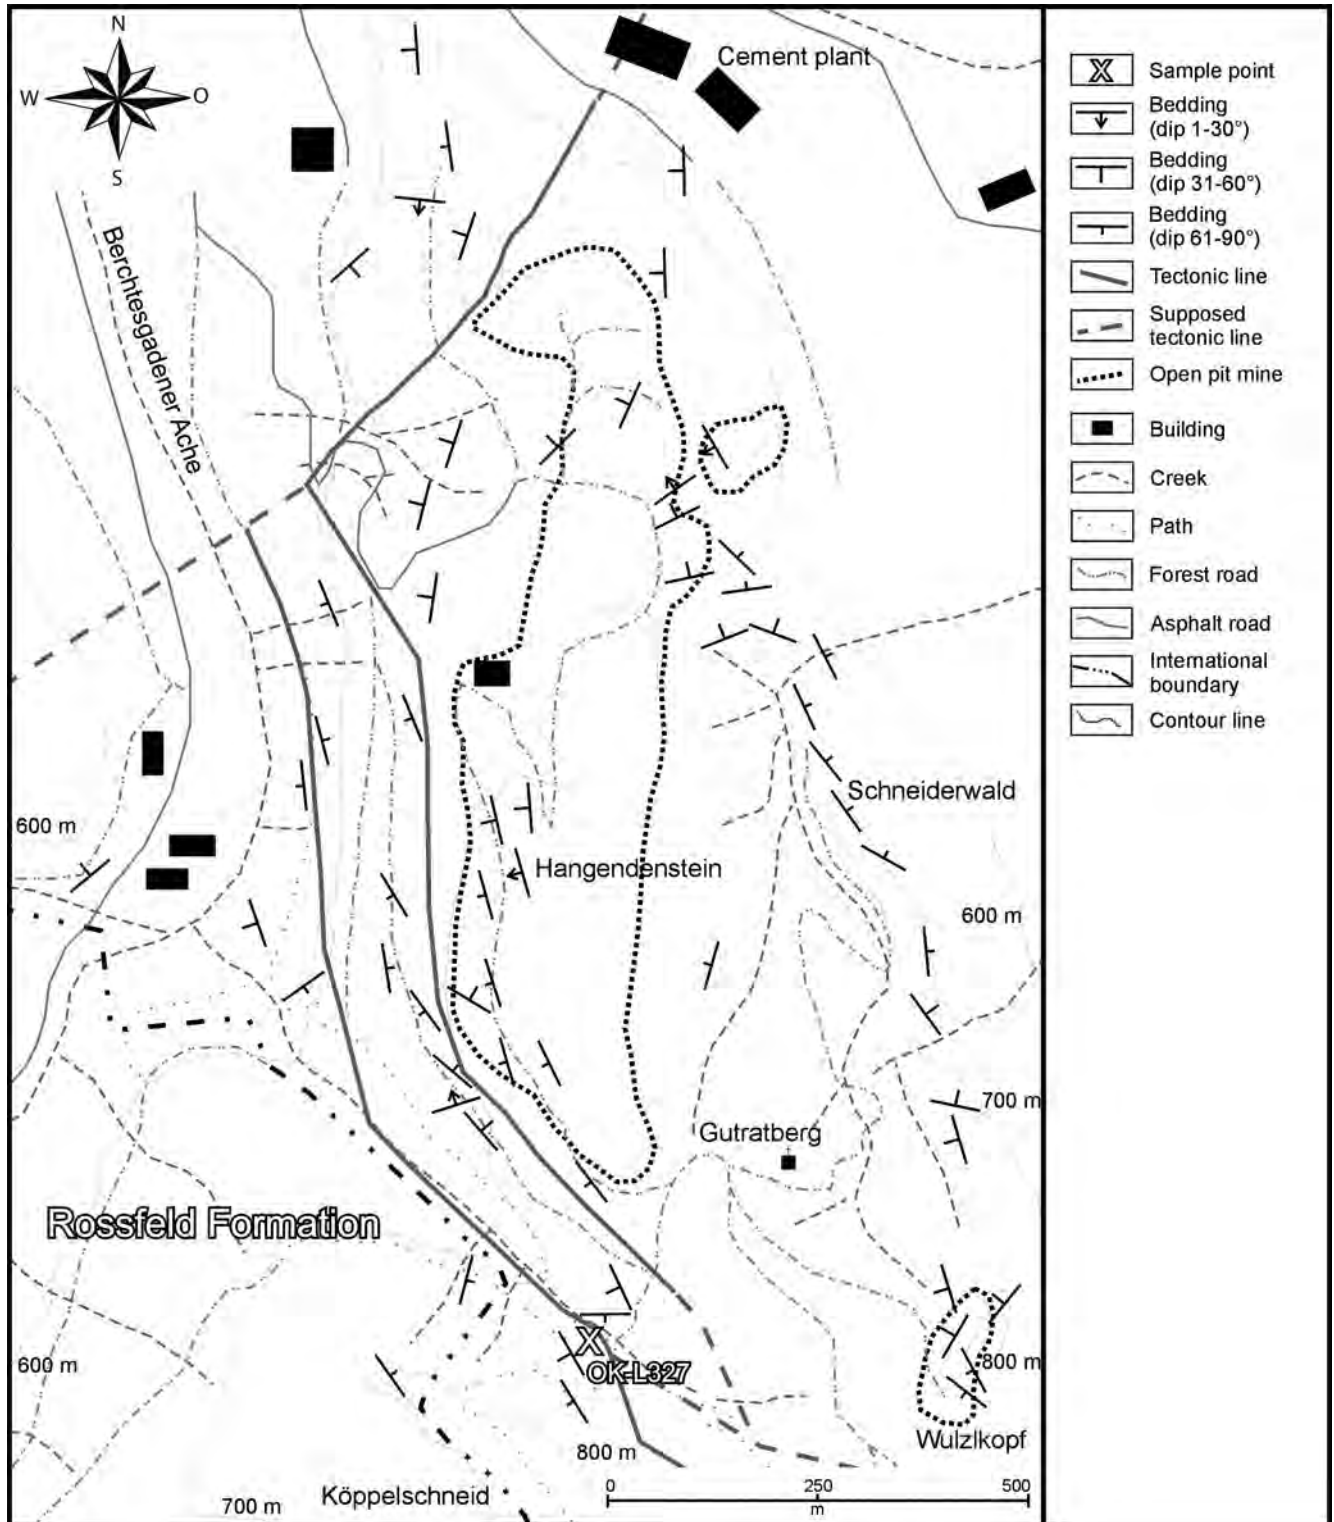 N
W
O
S
Cement plant
Berchtesgadener Ache
600 m
Schneiderwald
Hangendenstein
600 m
700 m
Gutratberg
Rossfeld Formation
600 m
X
OK-L327
800 m
800 m
Wulzlkopf
700 m
Köppelschneid
0
250
500
m
X
Sample point
Bedding
(dip 1-30°)
Bedding
(dip 31-60°)
Bedding
(dip 61-90°)
Tectonic line
Supposed
tectonic line
Open pit mine
Building
Creek
Path
Forest road
Asphalt road
International
boundary
Contour line